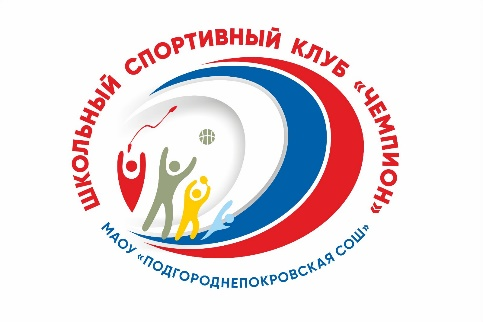 ШКОЛЬНЫЙ СПОРТИВНЫЙ КЛУБ «ЧЕМПИОН»
МАОУ «ПОДГОРОДНЕПОКРОВСКАЯ СОШ»